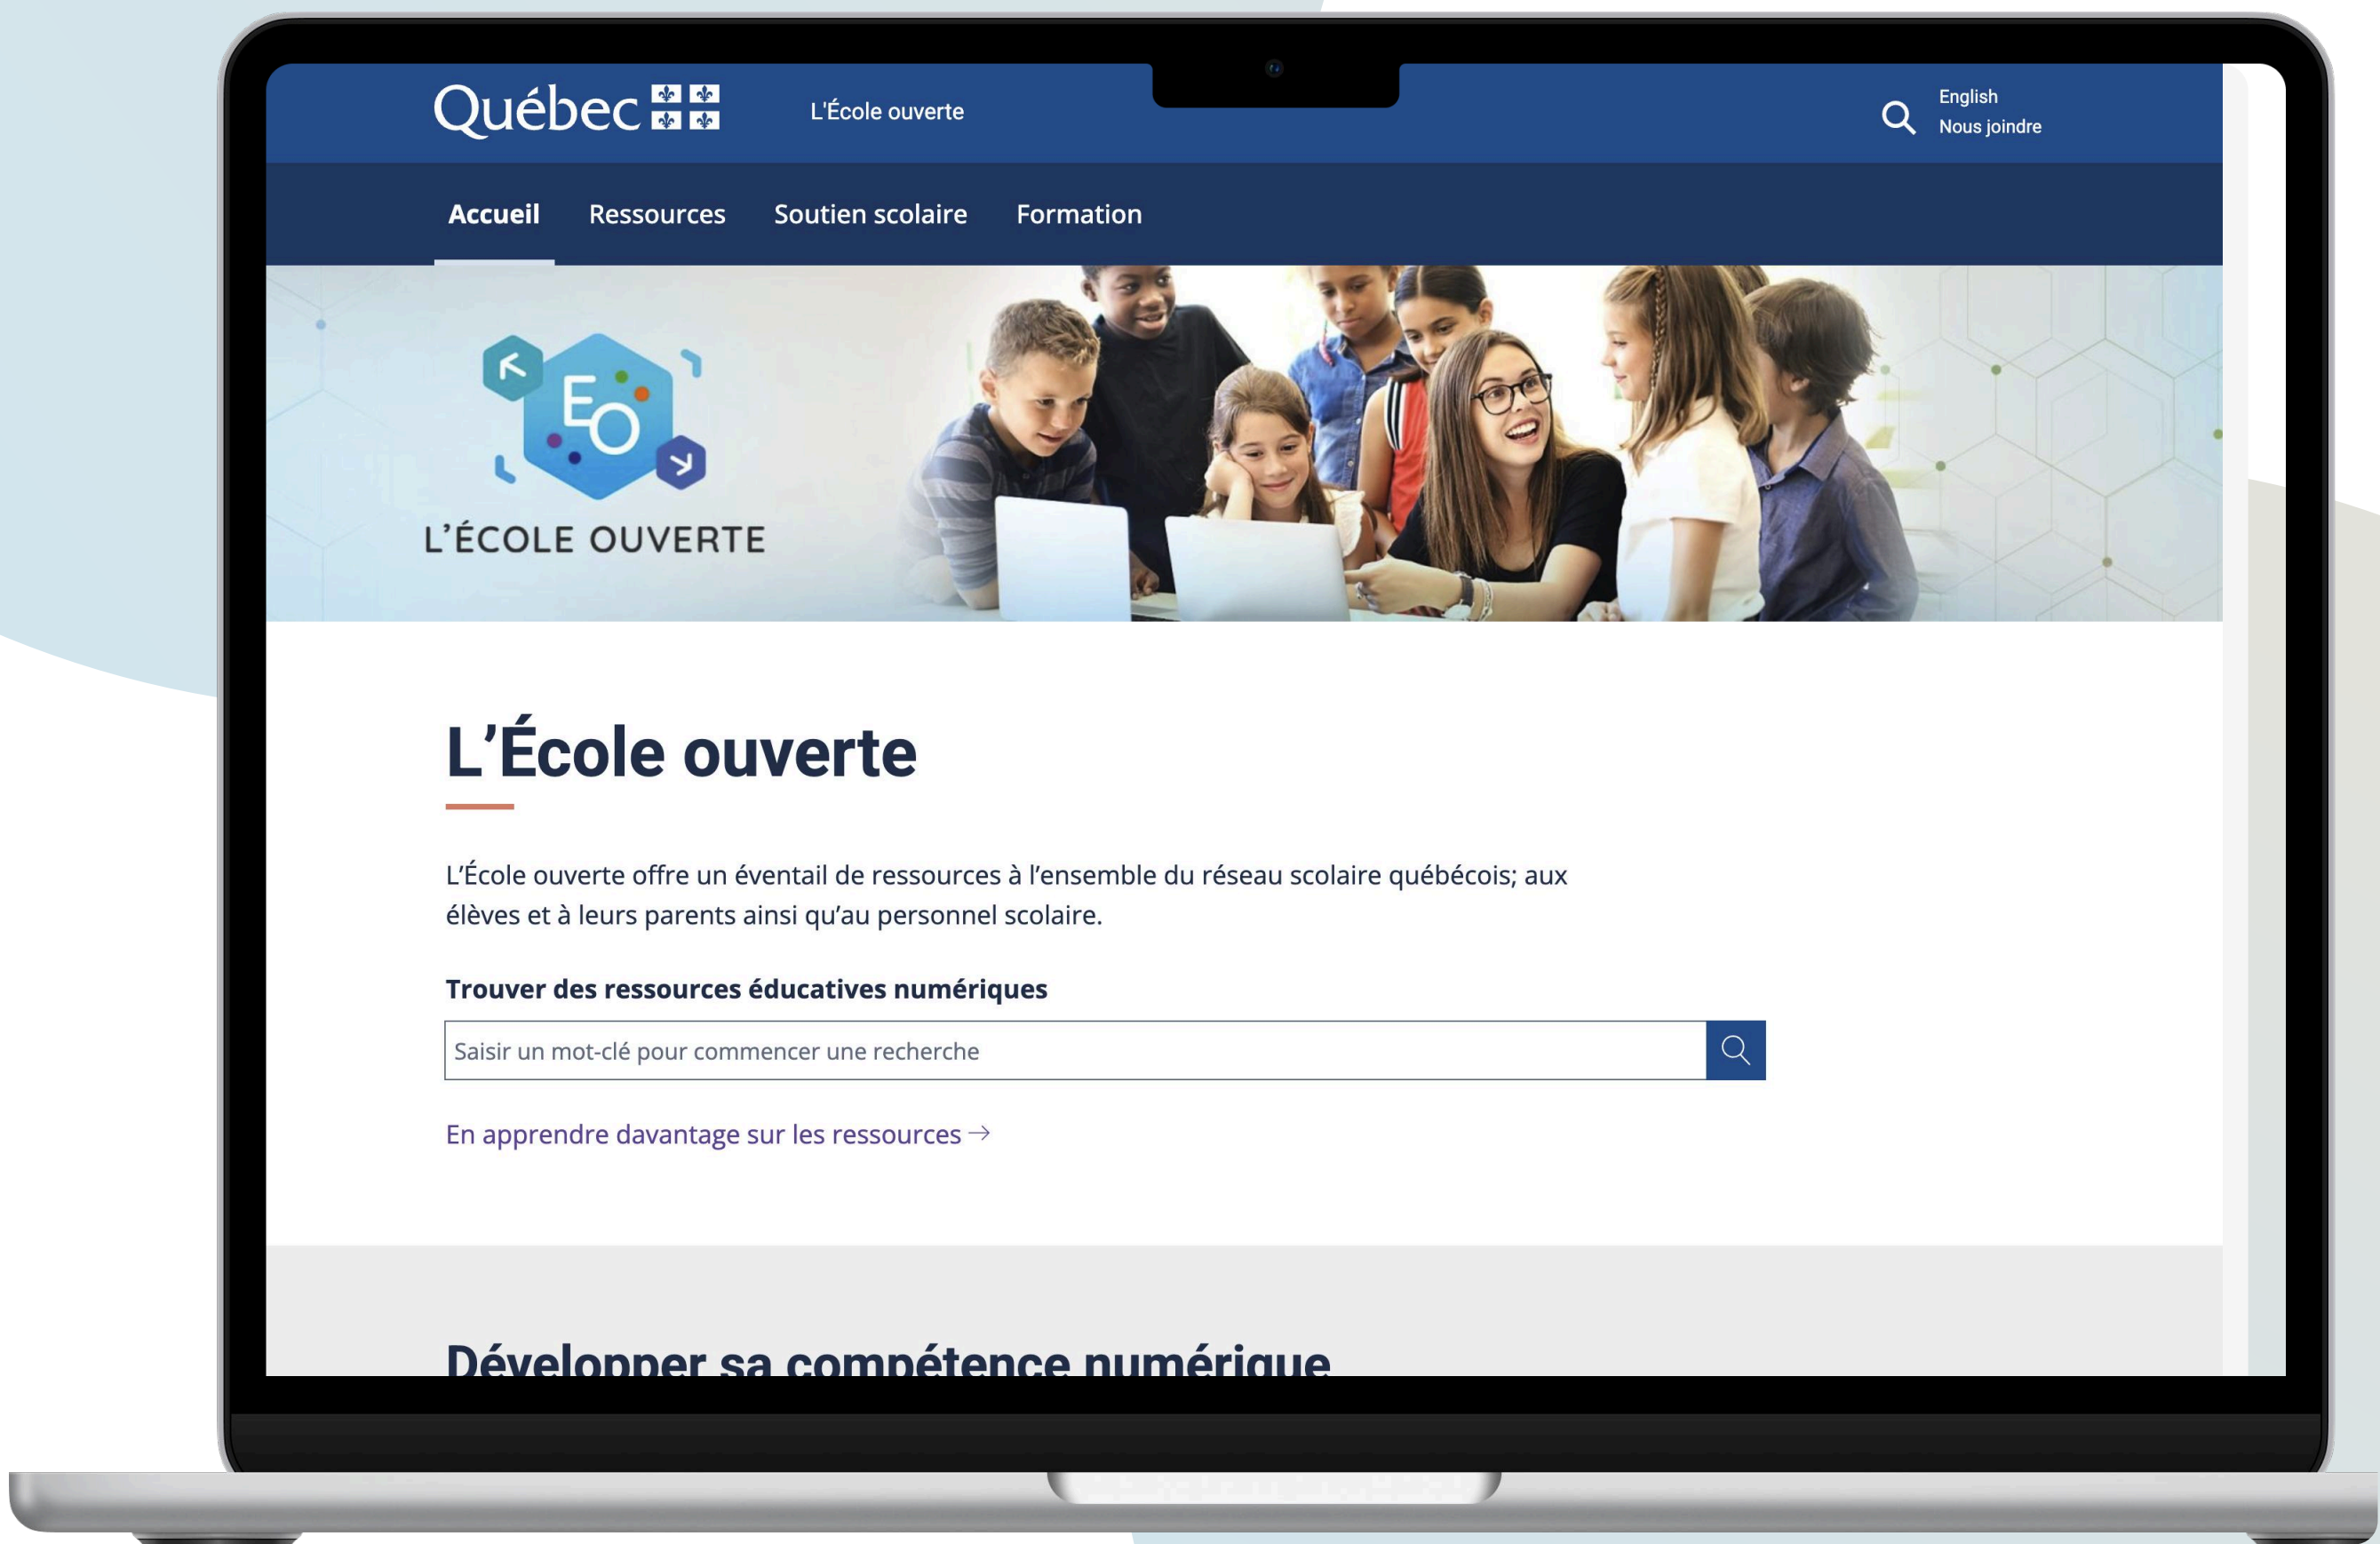 Québec
L'École ouverte
English
Nous joindre
Accueil Ressources Soutien scolaire Formation
EO
L’ÉCOLE OUVERTE
L’École ouverte
L’École ouverte offre un éventail de ressources à l’ensemble du réseau scolaire québécois; aux
élèves et à leurs parents ainsi qu’au personnel scolaire.
Trouver des ressources éducatives numériques
Saisir un mot-clé pour commencer une recherche
En apprendre davantage sur les ressources →
Développer sa compétence numérique